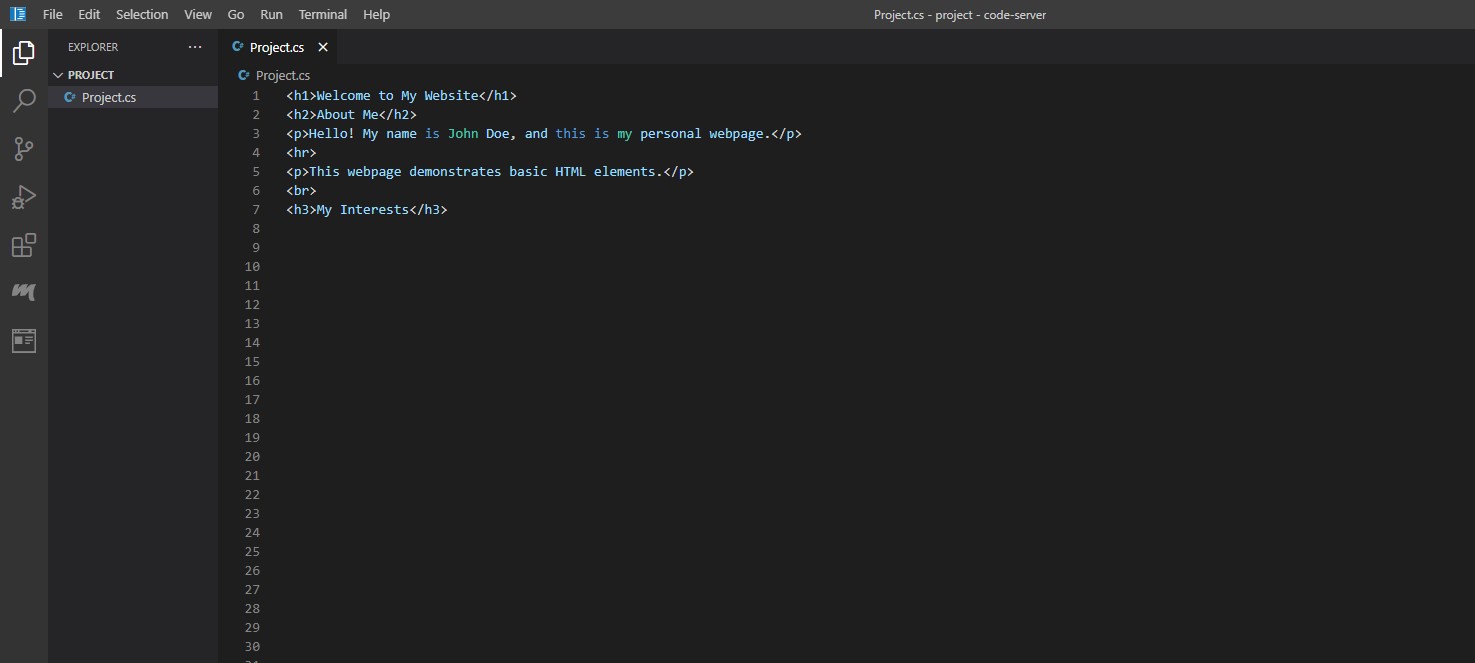 File Edit Selection View Go Run Terminal Help
Project.cs - project - code-server
EXPLORER ...
PROJECT
Project.cs
Project.cs
Project.cs
1 <h1>Welcome to My Website</h1>
2 <h2>About Me</h2>
3 <p>Hello! My name is John Doe, and this is my personal webpage.</p>
4 <hr>
5 <p>This webpage demonstrates basic HTML elements.</p>
6 <br>
7 <h3>My Interests</h3>
8
9
10
11
12
13
14
15
16
17
18
19
20
21
22
23
24
25
26
27
28
29
30